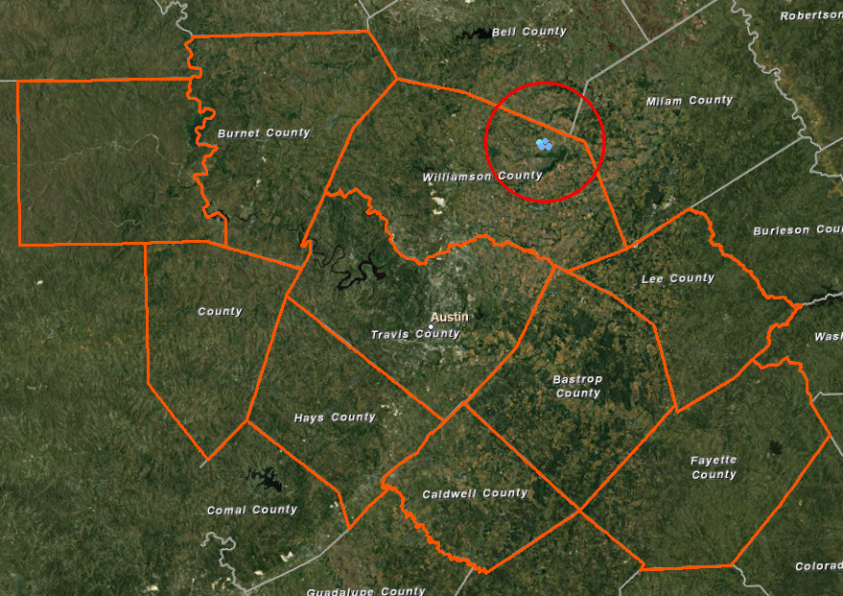 Bell County
Robertson
Milam County
Burnet County
Williamson County
Burleson Cou
Lee County
County
Austin
Travis County
Wash
Bastrop
County
Hays County
Fayette
County
Caldwell County
Comal County
Colorad
Guadalupe County